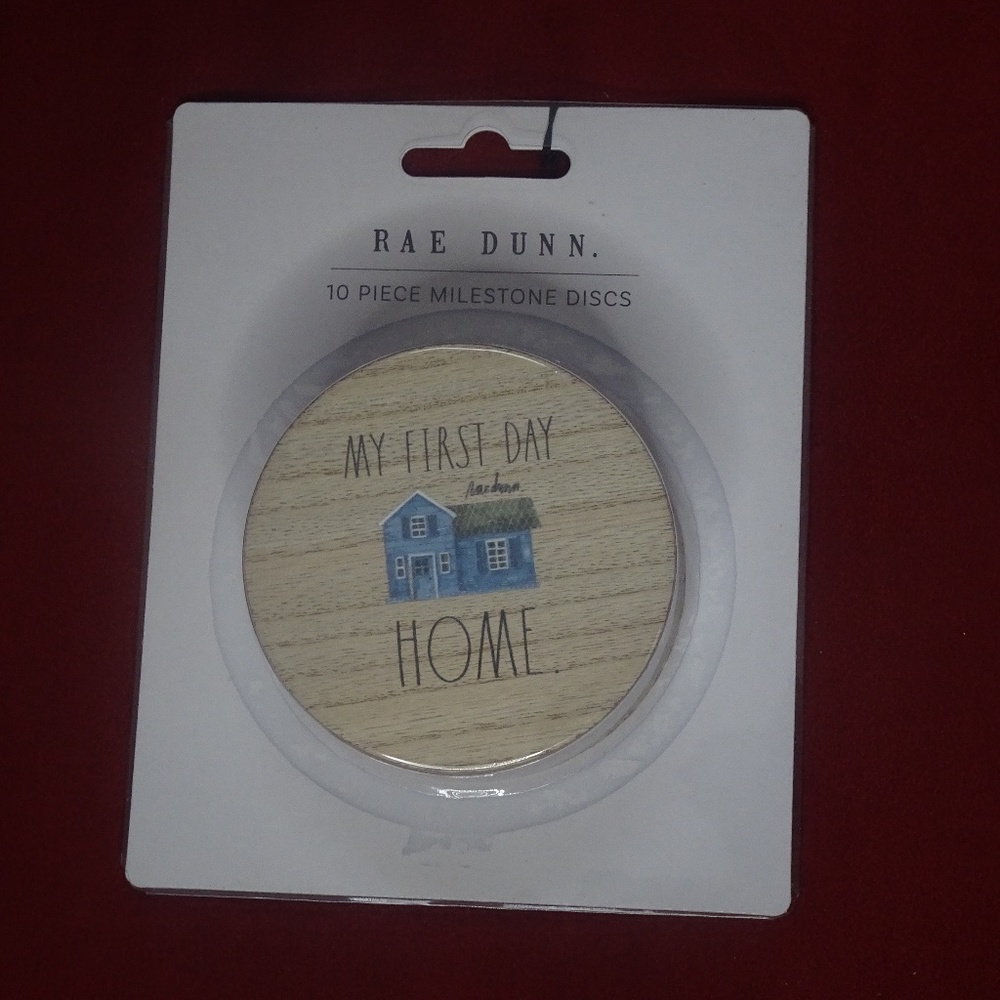 RAE DUNN.
10 PIECE MILESTONE DISCS
MY FIRST DAY
raedunn
HOME.